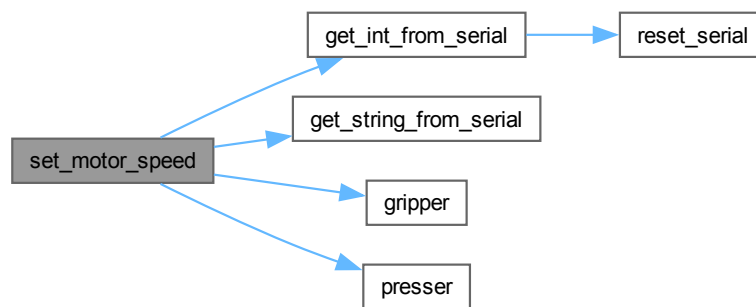 get_int_from_serial
reset_serial
get_string_from_serial
set_motor_speed
gripper
presser